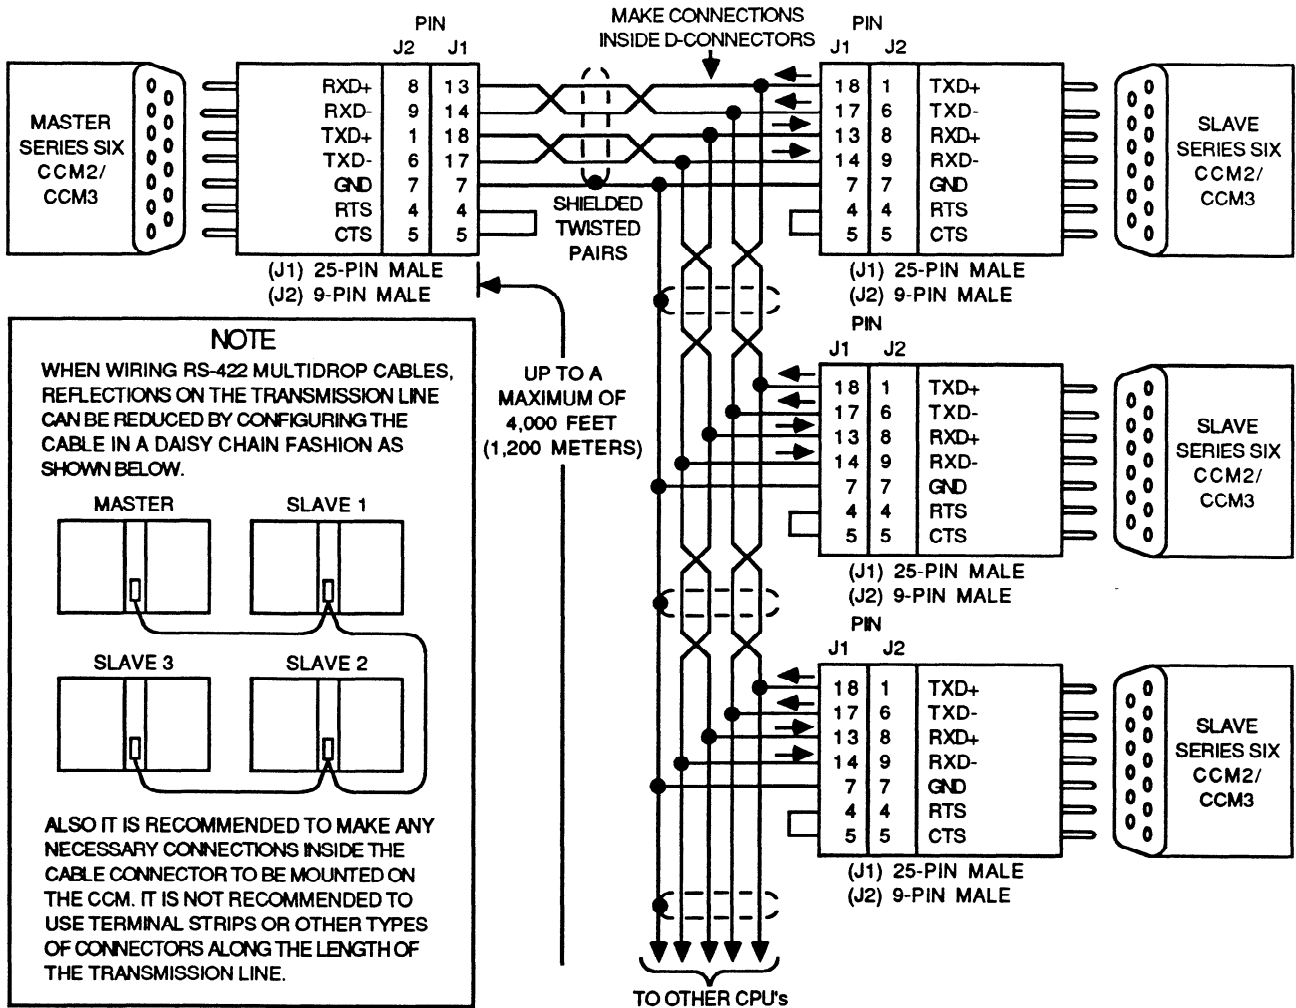 MAKE CONNECTIONS
INSIDE D-CONNECTORS
PIN
J2 J1
MASTER
SERIES SIX
CCM2/
CCM3
RXD+ 8 13
RXD- 9 14
TXD+ 1 18
TXD- 6 17
GND 7 7
RTS 4 4
CTS 5 5
(J1) 25-PIN MALE
(J2) 9-PIN MALE
SHIELDED
TWISTED
PAIRS
PIN
J1 J2
18 1 TXD+
17 6 TXD-
13 8 RXD+
14 9 RXD-
7 7 GND
4 4 RTS
5 5 CTS
(J1) 25-PIN MALE
(J2) 9-PIN MALE
SLAVE
SERIES SIX
CCM2/
CCM3
UP TO A
MAXIMUM OF
4,000 FEET
(1,200 METERS)
PIN
J1 J2
18 1 TXD+
17 6 TXD-
13 8 RXD+
14 9 RXD-
7 7 GND
4 4 RTS
5 5 CTS
(J1) 25-PIN MALE
(J2) 9-PIN MALE
SLAVE
SERIES SIX
CCM2/
CCM3
PIN
J1 J2
18 1 TXD+
17 6 TXD-
13 8 RXD+
14 9 RXD-
7 7 GND
4 4 RTS
5 5 CTS
(J1) 25-PIN MALE
(J2) 9-PIN MALE
SLAVE
SERIES SIX
CCM2/
CCM3
TO OTHER CPU's
NOTE
WHEN WIRING RS-422 MULTIDROP CABLES,
REFLECTIONS ON THE TRANSMISSION LINE
CAN BE REDUCED BY CONFIGURING THE
CABLE IN A DAISY CHAIN FASHION AS
SHOWN BELOW.
MASTER SLAVE 1
SLAVE 3 SLAVE 2
ALSO IT IS RECOMMENDED TO MAKE ANY
NECESSARY CONNECTIONS INSIDE THE
CABLE CONNECTOR TO BE MOUNTED ON
THE CCM. IT IS NOT RECOMMENDED TO
USE TERMINAL STRIPS OR OTHER TYPES
OF CONNECTORS ALONG THE LENGTH OF
THE TRANSMISSION LINE.